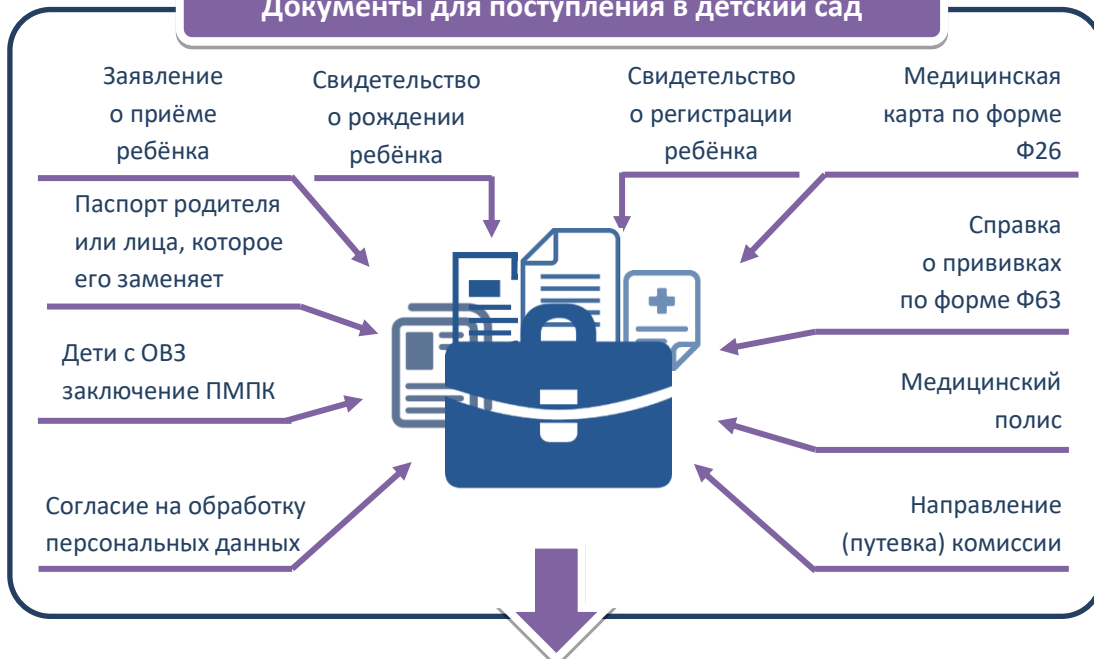 Документы для поступления в детский сад
Заявление
о приёме
ребёнка
Свидетельство
о рождении
ребёнка
Свидетельство
о регистрации
ребёнка
Медицинская
карта по форме
Ф26
Паспорт родителя
или лица, которое
его заменяет
Справка
о прививках
по форме Ф63
Дети с ОВЗ
заключение ПМПК
Медицинский
полис
Согласие на обработку
персональных данных
Направление
(путевка) комиссии